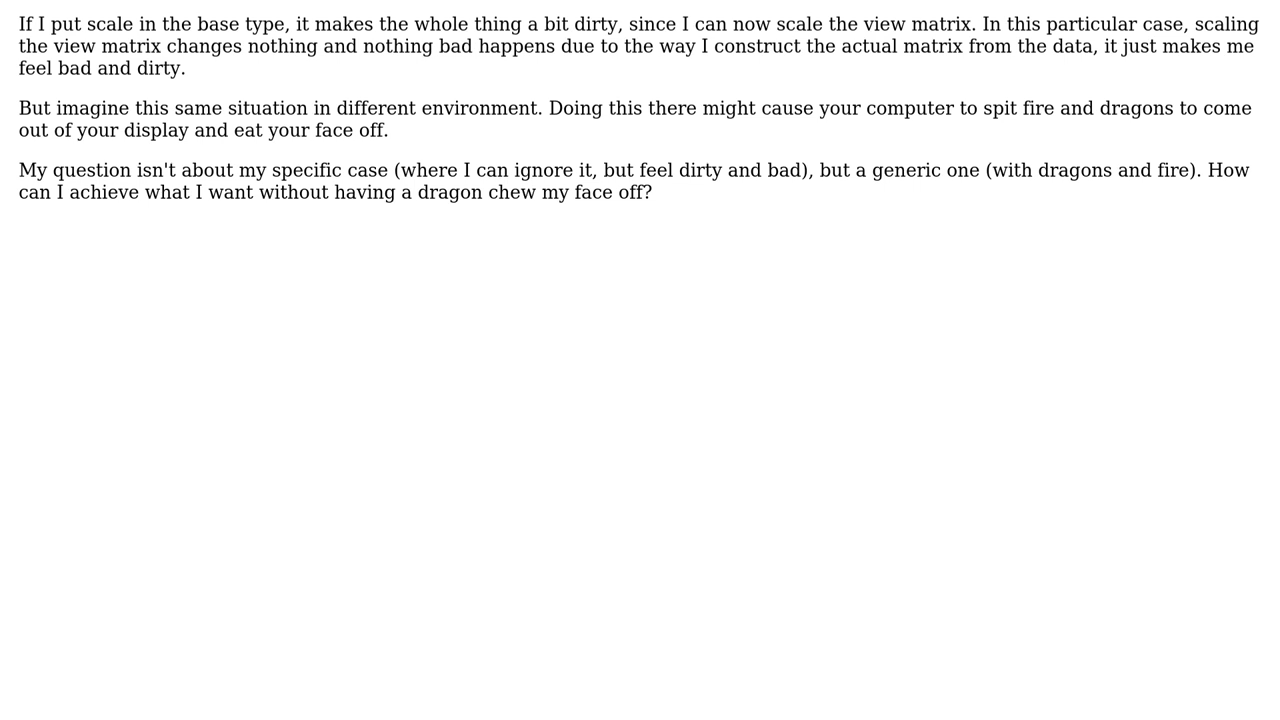 If I put scale in the base type, it makes the whole thing a bit dirty, since I can now scale the view matrix. In this particular case, scaling
the view matrix changes nothing and nothing bad happens due to the way I construct the actual matrix from the data, it just makes me
feel bad and dirty.
But imagine this same situation in different environment. Doing this there might cause your computer to spit fire and dragons to come
out of your display and eat your face off.
My question isn't about my specific case (where I can ignore it, but feel dirty and bad), but a generic one (with dragons and fire). How
can I achieve what I want without having a dragon chew my face off?